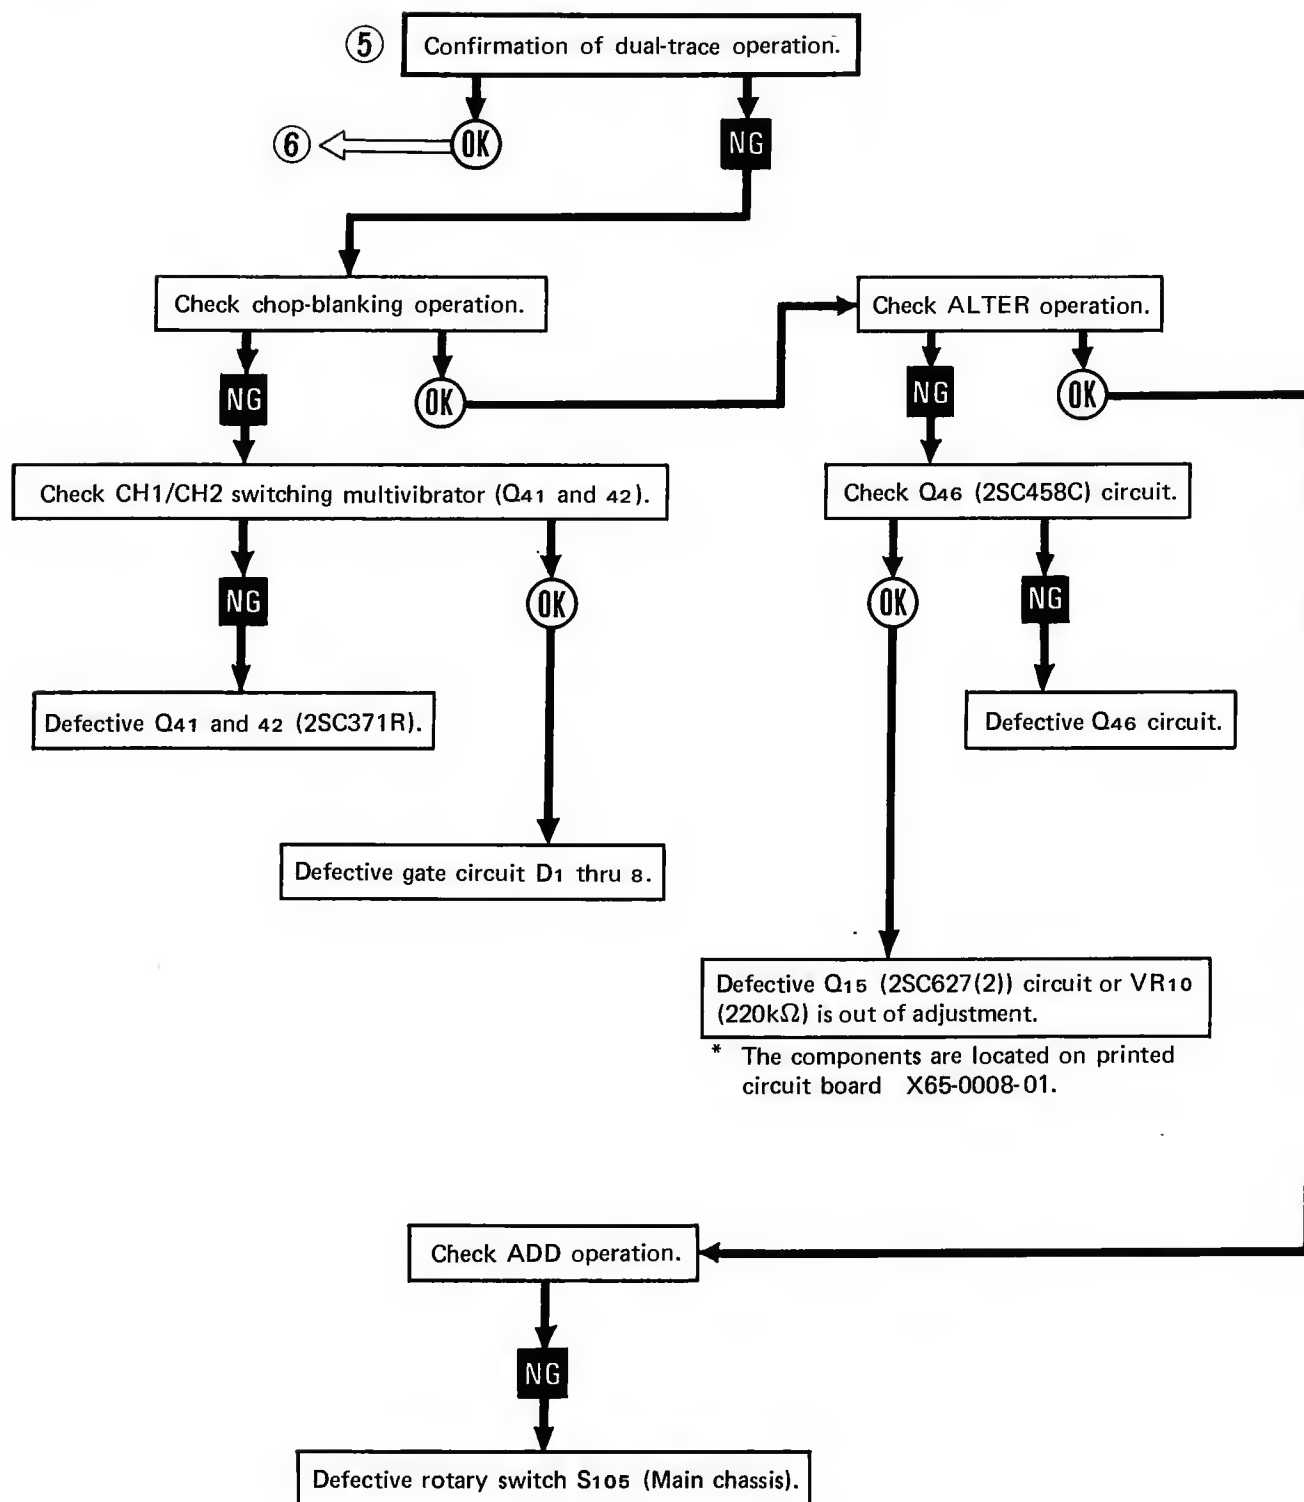 ⑤ Confirmation of dual-trace operation.
⑥ OK NG
Check chop-blanking operation.
Check ALTER operation.
NG OK NG OK
Check CH1/CH2 switching multivibrator (Q41 and 42).
Check Q46 (2SC458C) circuit.
NG OK OK NG
Defective Q41 and 42 (2SC371R).
Defective Q46 circuit.
Defective gate circuit D1 thru 8.
Defective Q15 (2SC627(2)) circuit or VR10
(220kΩ) is out of adjustment.
* The components are located on printed
circuit board X65-0008-01.
Check ADD operation.
NG
Defective rotary switch S105 (Main chassis).